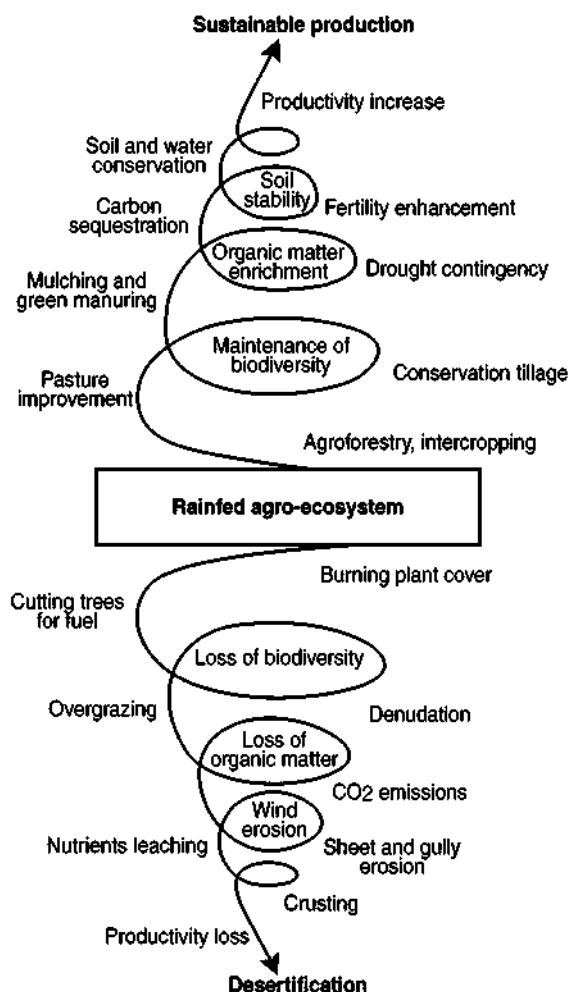 Sustainable production
Productivity increase
Soil and water
conservation
Soil
stability
Fertility enhancement
Carbon
sequestration
Organic matter
enrichment
Drought contingency
Mulching and
green manuring
Maintenance of
biodiversity
Conservation tillage
Pasture
improvement
Agroforestry, intercropping
Rainfed agro-ecosystem
Burning plant cover
Cutting trees
for fuel
Loss of biodiversity
Overgrazing
Denudation
Loss of
organic matter
CO2 emissions
Wind
erosion
Nutrients leaching
Sheet and gully
erosion
Crusting
Productivity loss
Desertification